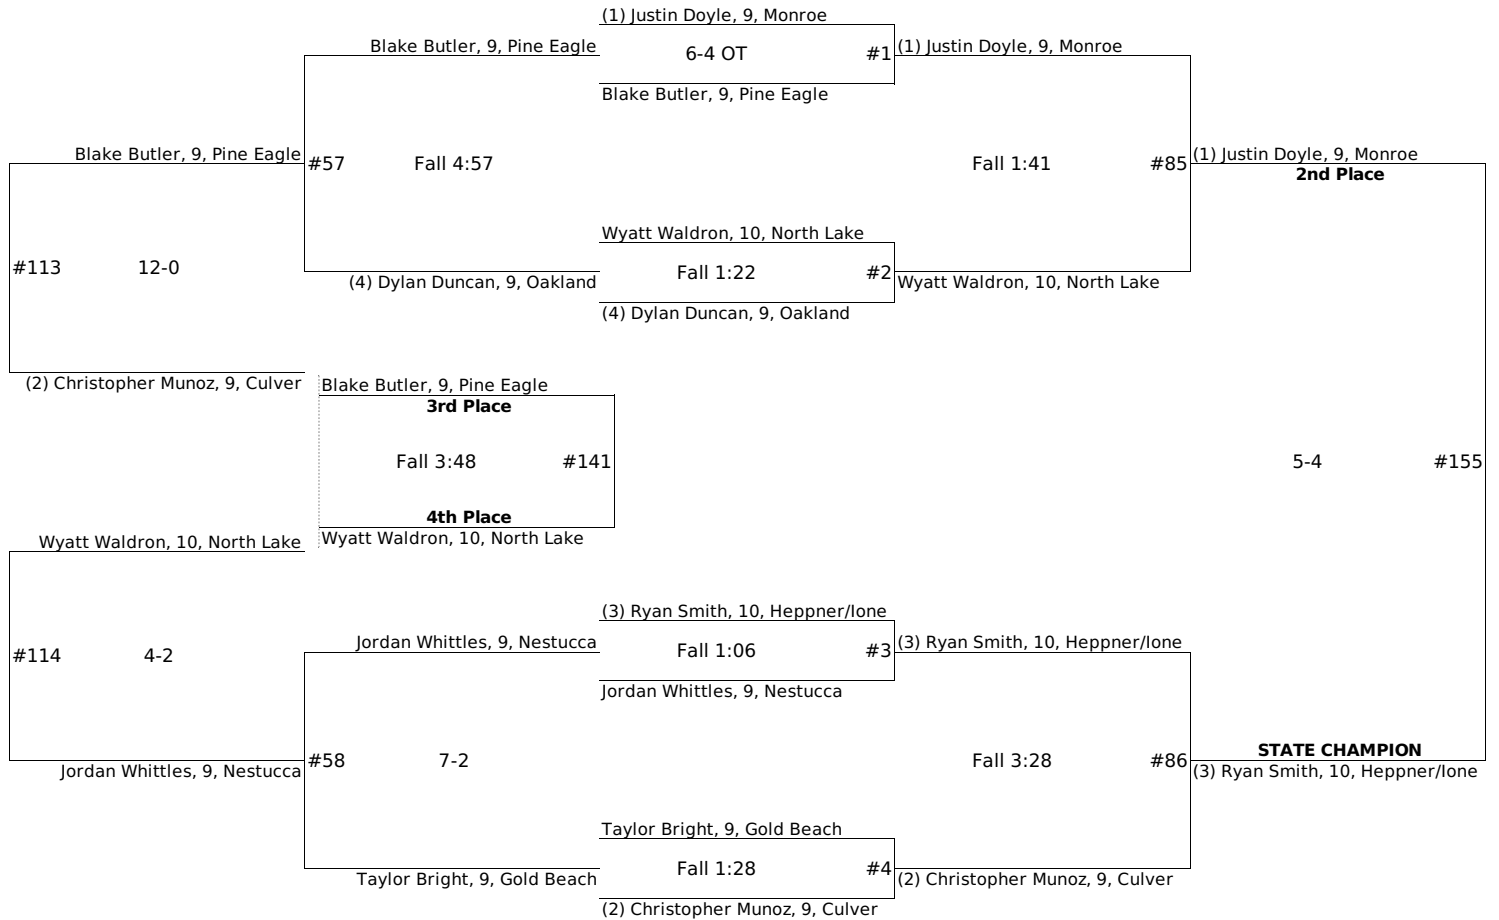 (1) Justin Doyle, 9, Monroe
Blake Butler, 9, Pine Eagle
6-4 OT
#1
(1) Justin Doyle, 9, Monroe
Blake Butler, 9, Pine Eagle
Blake Butler, 9, Pine Eagle
#57
Fall 4:57
Fall 1:41
#85
(1) Justin Doyle, 9, Monroe
2nd Place
Wyatt Waldron, 10, North Lake
#113
12-0
(4) Dylan Duncan, 9, Oakland
Fall 1:22
#2
Wyatt Waldron, 10, North Lake
(4) Dylan Duncan, 9, Oakland
(2) Christopher Munoz, 9, Culver
Blake Butler, 9, Pine Eagle
3rd Place
Fall 3:48
#141
5-4
#155
4th Place
Wyatt Waldron, 10, North Lake
Wyatt Waldron, 10, North Lake
(3) Ryan Smith, 10, Heppner/Ione
Jordan Whittles, 9, Nestucca
Fall 1:06
#3
(3) Ryan Smith, 10, Heppner/Ione
#114
4-2
Jordan Whittles, 9, Nestucca
STATE CHAMPION
Jordan Whittles, 9, Nestucca
#58
7-2
Fall 3:28
#86
(3) Ryan Smith, 10, Heppner/Ione
Taylor Bright, 9, Gold Beach
Fall 1:28
#4
Taylor Bright, 9, Gold Beach
(2) Christopher Munoz, 9, Culver
(2) Christopher Munoz, 9, Culver